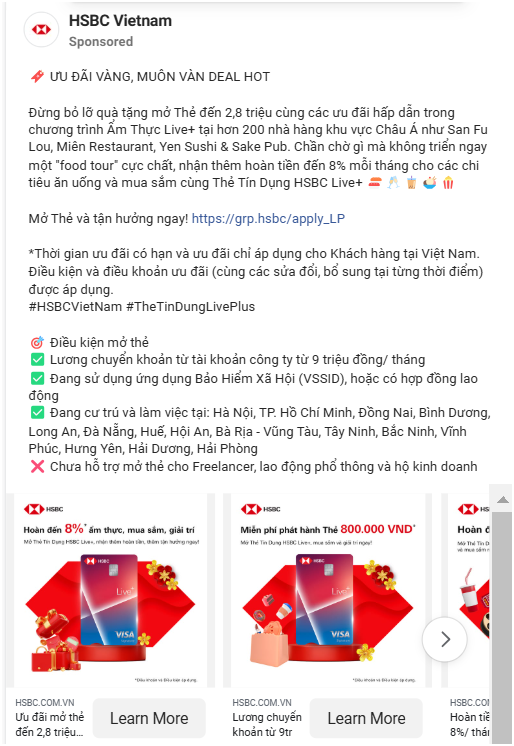 HSBC Vietnam
Sponsored
ƯU ĐÃI VÀNG, MUÔN VÀN DEAL HOT
Đừng bỏ lỡ quà tặng mở Thẻ đến 2,8 triệu cùng các ưu đãi hấp dẫn trong
chương trình Ẩm Thực Live+ tại hơn 200 nhà hàng khu vực Châu Á như San Fu
Lou, Miên Restaurant, Yen Sushi & Sake Pub. Chần chờ gì mà không triển ngay
một "food tour" cực chất, nhận thêm hoàn tiền đến 8% mỗi tháng cho các chi
tiêu ăn uống và mua sắm cùng Thẻ Tín Dụng HSBC Live+ 🥓 🥂 🧋 🍜 🍿
Mở Thẻ và tận hưởng ngay! https://grp.hsbc/apply_LP
*Thời gian ưu đãi có hạn và ưu đãi chỉ áp dụng cho Khách hàng tại Việt Nam.
Điều kiện và điều khoản ưu đãi (cùng các sửa đổi, bổ sung tại từng thời điểm)
được áp dụng.
#HSBCVietNam #TheTinDungLivePlus
🎯 Điều kiện mở thẻ
✅ Lương chuyển khoản từ tài khoản công ty từ 9 triệu đồng/ tháng
✅ Đang sử dụng ứng dụng Bảo Hiểm Xã Hội (VSSID), hoặc có hợp đồng lao
động
✅ Đang cư trú và làm việc tại: Hà Nội, TP. Hồ Chí Minh, Đồng Nai, Bình Dương,
Long An, Đà Nẵng, Huế, Hội An, Bà Rịa - Vũng Tàu, Tây Ninh, Bắc Ninh, Vĩnh
Phúc, Hưng Yên, Hải Dương, Hải Phòng
❌ Chưa hỗ trợ mở thẻ cho Freelancer, lao động phổ thông và hộ kinh doanh
HSBC
Hoàn đến 8%* ẩm thực, mua sắm, giải trí
Mở Thẻ Tín Dụng HSBC Live+, nhận thêm hoàn tiền, thêm tận hưởng ngay!
HSBC
Live+
VISA
*Điều khoản và Điều kiện áp dụng.
HSBC
Miễn phí phát hành Thẻ 800.000 VND*
Mở Thẻ Tín Dụng HSBC Live+, mua sắm và giải trí ngay!
HSBC
Live+
VISA
*Điều khoản và Điều kiện áp dụng.
Hoàn
Mở Thẻ Tín D
và mua sắm
HSBC.COM.VN
Ưu đãi mở thẻ
đến 2,8 triệu...
Learn More
HSBC.COM.VN
Lương chuyển
khoản từ 9tr
Learn More
HSBC.CO
Hoàn tiề
8%/ thán